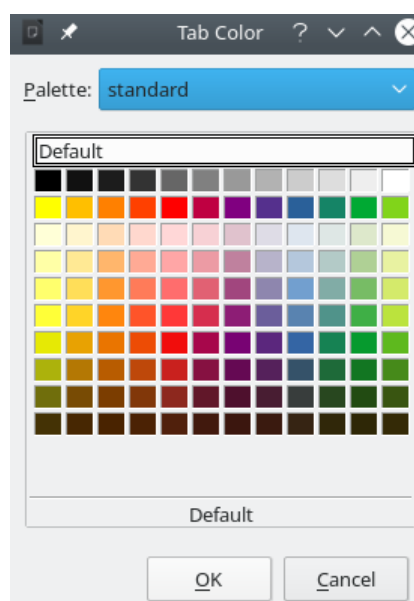 Tab Color ?
Palette: standard
Default
Default
OK
Cancel